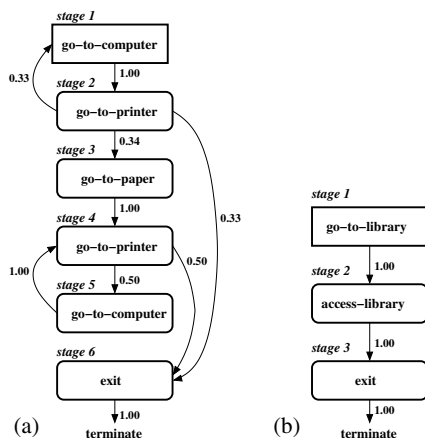 stage 1
go-to-computer
0.33
1.00
stage 2
go-to-printer
0.34
stage 3
go-to-paper
0.33
1.00
stage 4
go-to-printer
0.50
1.00
0.50
stage 5
go-to-computer
stage 6
exit
1.00
(a)
terminate
stage 1
go-to-library
1.00
stage 2
access-library
1.00
stage 3
exit
1.00
(b)
terminate